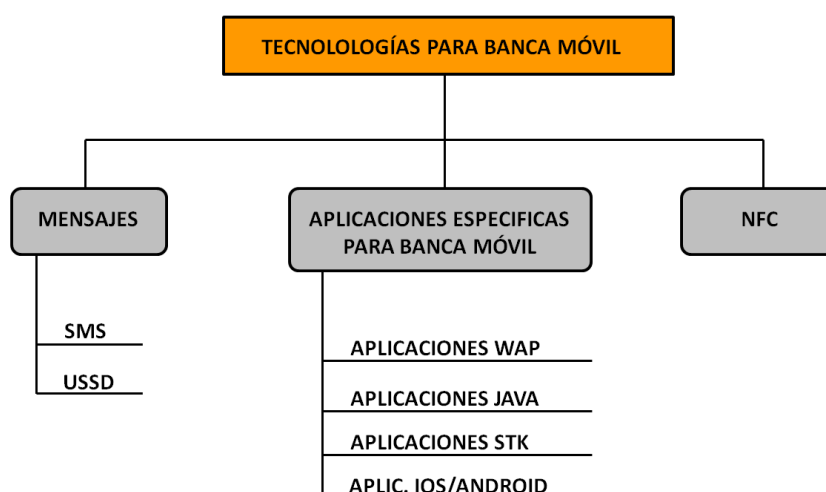 TECNOLOLOGÍAS PARA BANCA MÓVIL
MENSAJES
SMS
USSD
APLICACIONES ESPECIFICAS
PARA BANCA MÓVIL
APLICACIONES WAP
APLICACIONES JAVA
APLICACIONES STK
APLIC. IOS/ANDROID
NFC